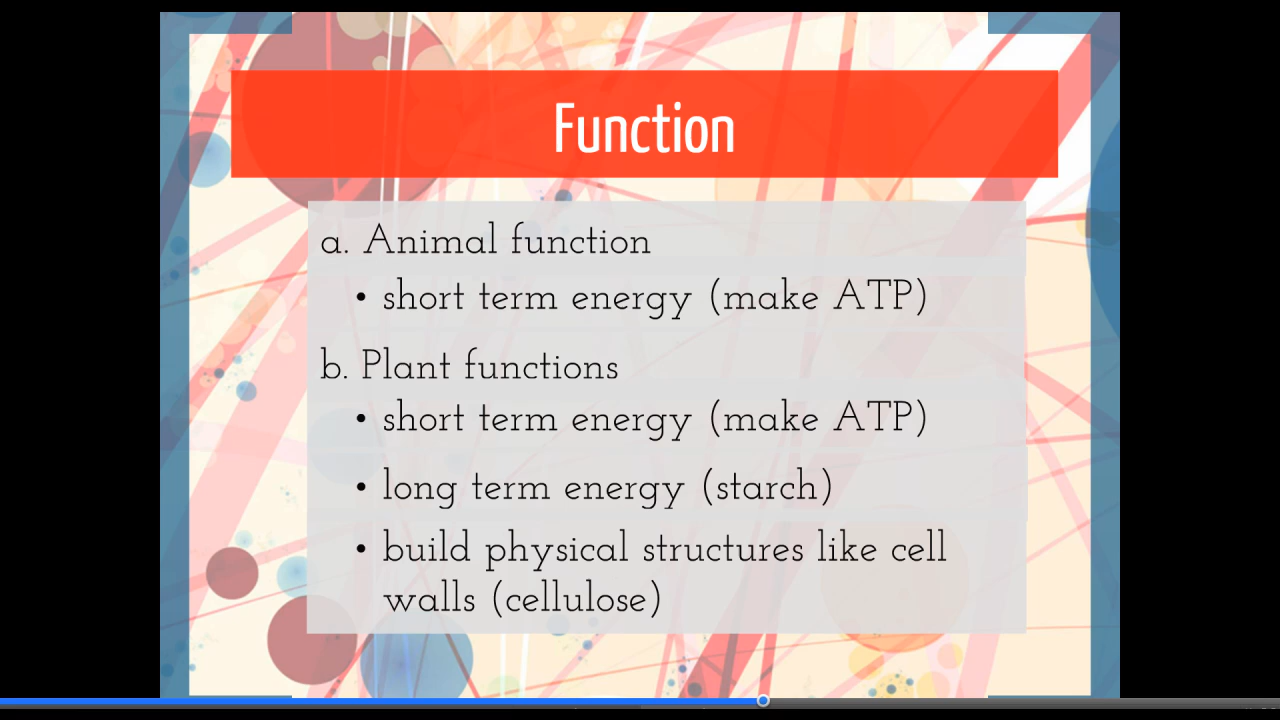 Function
a. Animal function
• short term energy (make ATP)
b. Plant functions
• short term energy (make ATP)
• long term energy (starch)
• build physical structures like cell
walls (cellulose)